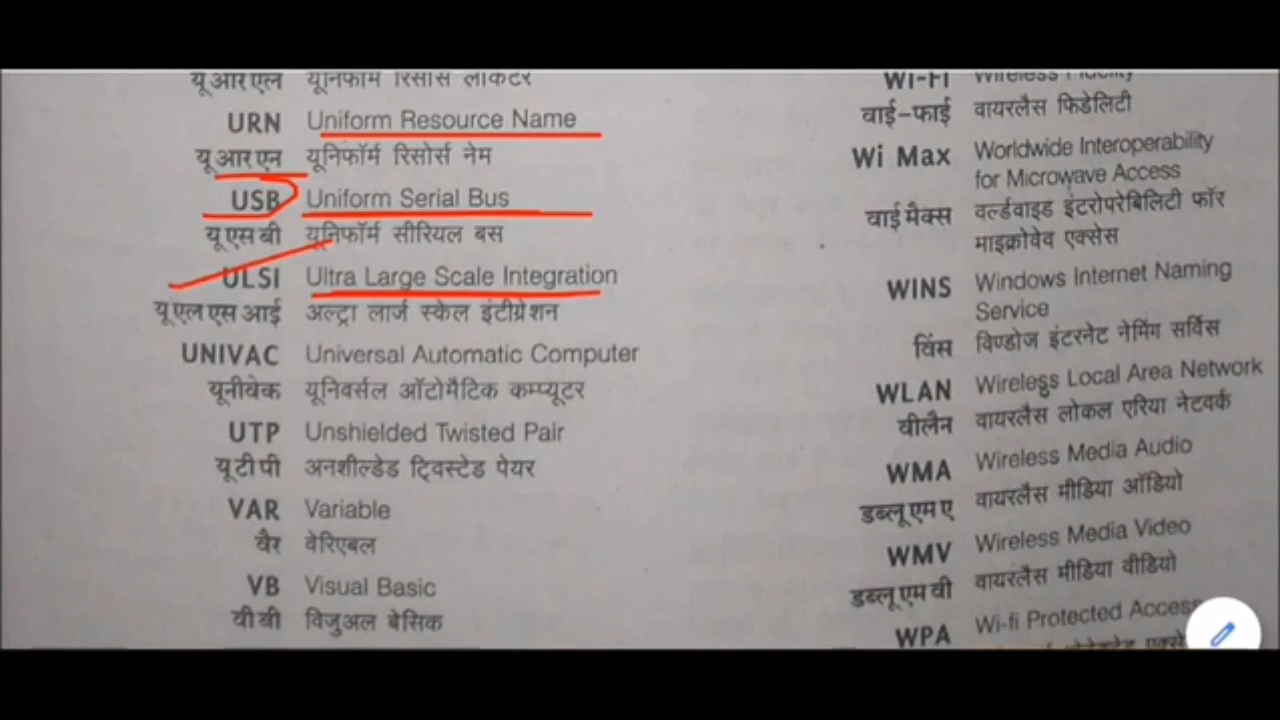 यूआरएल यूनिफॉर्म रिसोर्स लोकेटर
URN Uniform Resource Name
यूआरएन यूनिफॉर्म रिसोर्स नेम
USB Uniform Serial Bus
यूएसबी यूनिफॉर्म सीरियल बस
ULSI Ultra Large Scale Integration
यूएलएसआई अल्ट्रा लार्ज स्केल इंटीग्रेशन
UNIVAC Universal Automatic Computer
यूनीवेक यूनिवर्सल ऑटोमैटिक कम्प्यूटर
UTP Unshielded Twisted Pair
यूटीपी अनशील्डेड ट्विस्टेड पेयर
VAR Variable
वैर वेरिएबल
VB Visual Basic
वीबी विजुअल बेसिक
Wi-Fi Wireless Fidelity
वाई-फाई वायरलैस फिडेलिटी
Wi Max Worldwide Interoperability
for Microwave Access
वाई मैक्स वर्ल्डवाइड इंटरोपरेबिलिटी फॉर
माइक्रोवेव एक्सेस
WINS Windows Internet Naming
Service
विंस विण्डोज इंटरनेट नेमिंग सर्विस
WLAN Wireless Local Area Network
वीलैन वायरलैस लोकल एरिया नेटवर्क
WMA Wireless Media Audio
डब्लूएमए वायरलैस मीडिया ऑडियो
WMV Wireless Media Video
डब्लूएमवी वायरलैस मीडिया वीडियो
WPA Wi-fi Protected Access